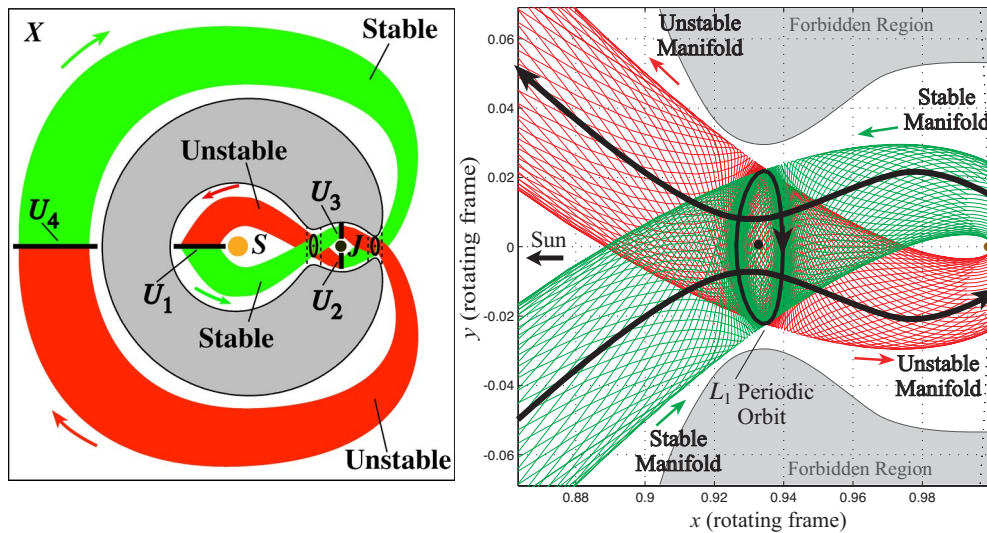 X
Stable
Unstable
U3
U4
S
J
U1
U2
Stable
Unstable
Unstable
Manifold
Forbidden Region
Stable
Manifold
Sun
L1 Periodic
Orbit
Unstable
Manifold
Stable
Manifold
Forbidden Region
y (rotating frame)
0.06
0.04
0.02
0
-0.02
-0.04
-0.06
0.88
0.9
0.92
0.94
0.96
0.98
x (rotating frame)